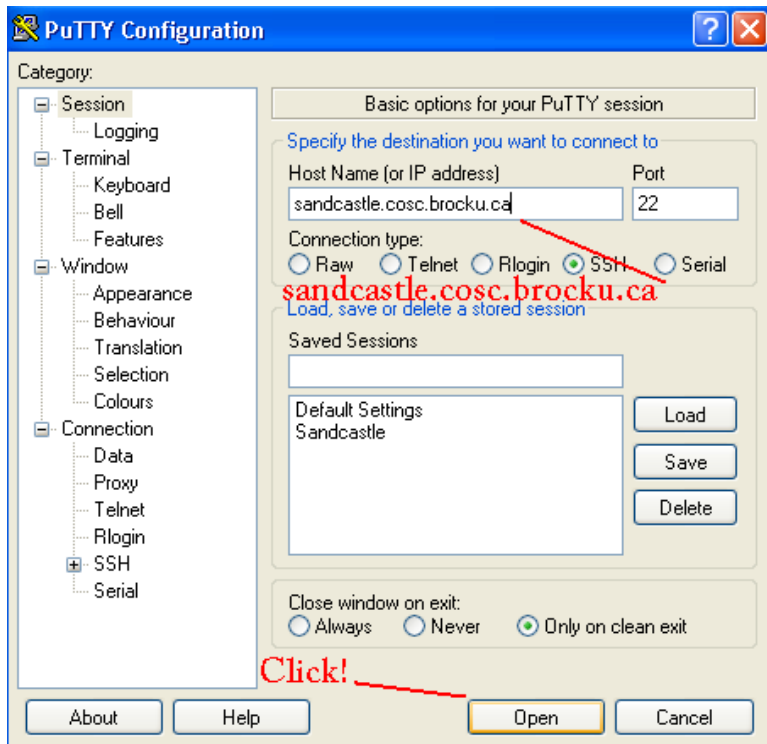 PuTTY Configuration
Category:
Session
Logging
Terminal
Keyboard
Bell
Features
Window
Appearance
Behaviour
Translation
Selection
Colours
Connection
Data
Proxy
Telnet
Rlogin
SSH
Serial
Basic options for your PuTTY session
Specify the destination you want to connect to
Host Name (or IP address) Port
sandcastle.cosc.brocku.ca 22
Connection type:
Raw Telnet Rlogin SSH Serial
sandcastle.cosc.brocku.ca
Load, save or delete a stored session
Saved Sessions
Default Settings
Sandcastle
Load
Save
Delete
Close window on exit:
Always Never Only on clean exit
Click!
About Help Open Cancel